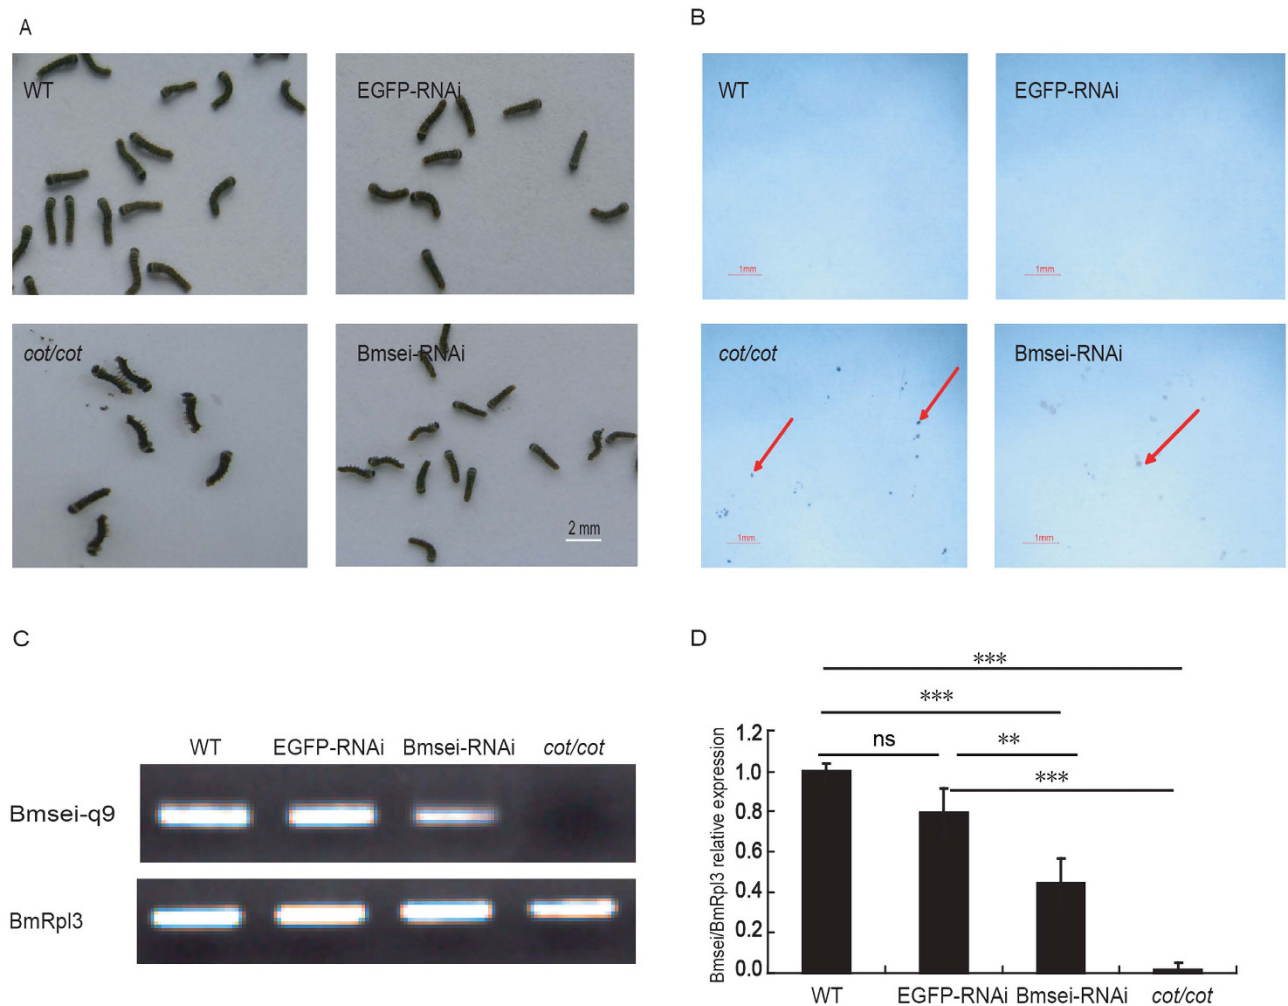 A
B
WT
EGFP-RNAi
cot/cot
Bmsei-RNAi
2 mm
WT
1mm
EGFP-RNAi
1mm
cot/cot
1mm
Bmsei-RNAi
1mm
C
WT EGFP-RNAi Bmsei-RNAi cot/cot
Bmsei-q9
BmRpl3
D
***
***
ns **
***
Bmsei/BmRpl3 relative expression
1.2
1.0
0.8
0.6
0.4
0.2
0.0
WT EGFP-RNAi Bmsei-RNAi cot/cot